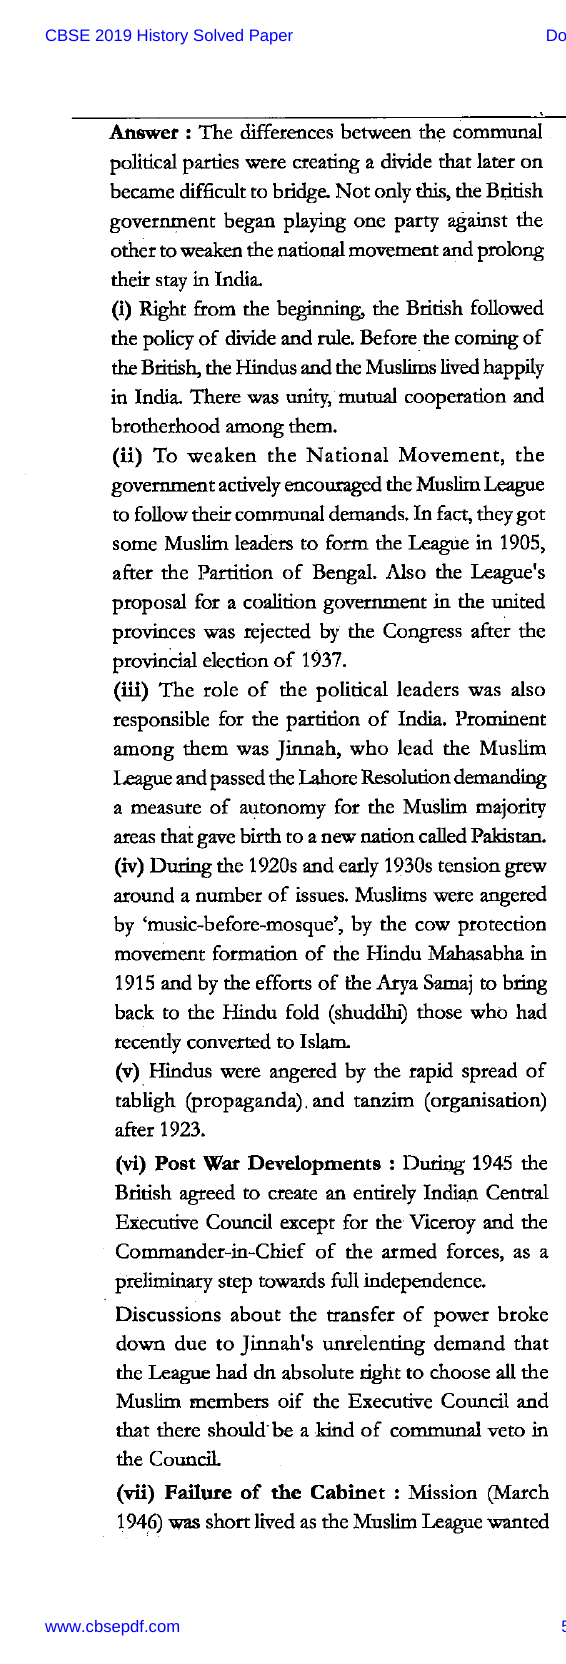 CBSE 2019 History Solved Paper
Do
Answer : The differences between the communal
political parties were creating a divide that later on
became difficult to bridge. Not only this, the British
government began playing one party against the
other to weaken the national movement and prolong
their stay in India.
(i) Right from the beginning, the British followed
the policy of divide and rule. Before the coming of
the British, the Hindus and the Muslims lived happily
in India. There was unity, mutual cooperation and
brotherhood among them.
(ii) To weaken the National Movement, the
government actively encouraged the Muslim League
to follow their communal demands. In fact, they got
some Muslim leaders to form the League in 1905,
after the Partition of Bengal. Also the League's
proposal for a coalition government in the united
provinces was rejected by the Congress after the
provincial election of 1937.
(iii) The role of the political leaders was also
responsible for the partition of India. Prominent
among them was Jinnah, who lead the Muslim
League and passed the Lahore Resolution demanding
a measure of autonomy for the Muslim majority
areas that gave birth to a new nation called Pakistan.
(iv) During the 1920s and early 1930s tension grew
around a number of issues. Muslims were angered
by ‘music-before-mosque’, by the cow protection
movement formation of the Hindu Mahasabha in
1915 and by the efforts of the Arya Samaj to bring
back to the Hindu fold (shuddhi) those who had
recently converted to Islam.
(v) Hindus were angered by the rapid spread of
tabligh (propaganda) and tanzim (organisation)
after 1923.
(vi) Post War Developments : During 1945 the
British agreed to create an entirely Indian Central
Executive Council except for the Viceroy and the
Commander-in-Chief of the armed forces, as a
preliminary step towards full independence.
Discussions about the transfer of power broke
down due to Jinnah's unrelenting demand that
the League had dn absolute right to choose all the
Muslim members oif the Executive Council and
that there should be a kind of communal veto in
the Council.
(vii) Failure of the Cabinet : Mission (March
1946) was short lived as the Muslim League wanted
www.cbsepdf.com
5